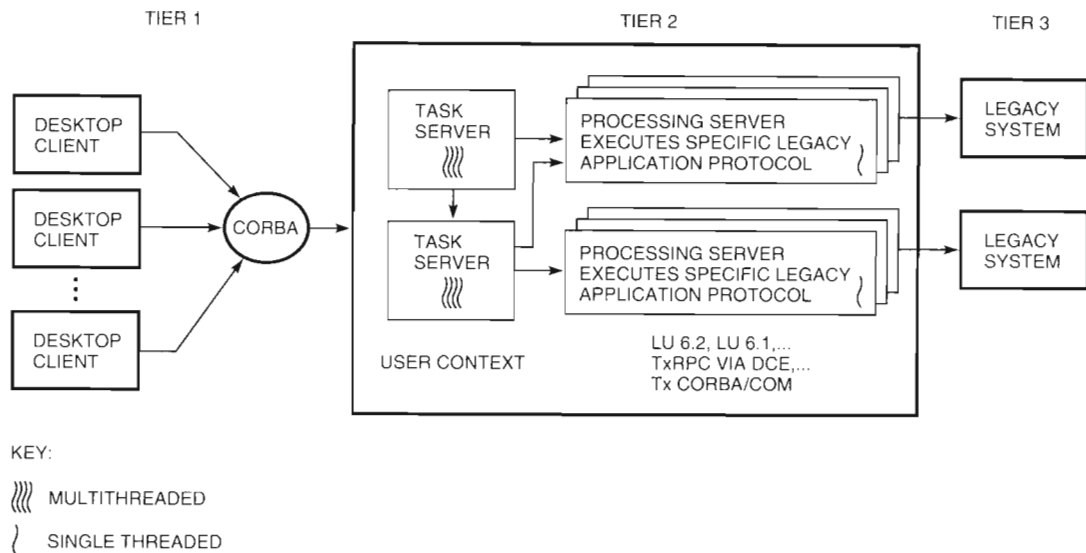 TIER 1
TIER 2
TIER 3
DESKTOP
CLIENT
DESKTOP
CLIENT
⋮
DESKTOP
CLIENT
CORBA
TASK
SERVER
TASK
SERVER
USER CONTEXT
PROCESSING SERVER
EXECUTES SPECIFIC LEGACY
APPLICATION PROTOCOL
PROCESSING SERVER
EXECUTES SPECIFIC LEGACY
APPLICATION PROTOCOL
LU 6.2, LU 6.1,...
TxRPC VIA DCE,...
Tx CORBA/COM
LEGACY
SYSTEM
LEGACY
SYSTEM
KEY:
MULTITHREADED
SINGLE THREADED